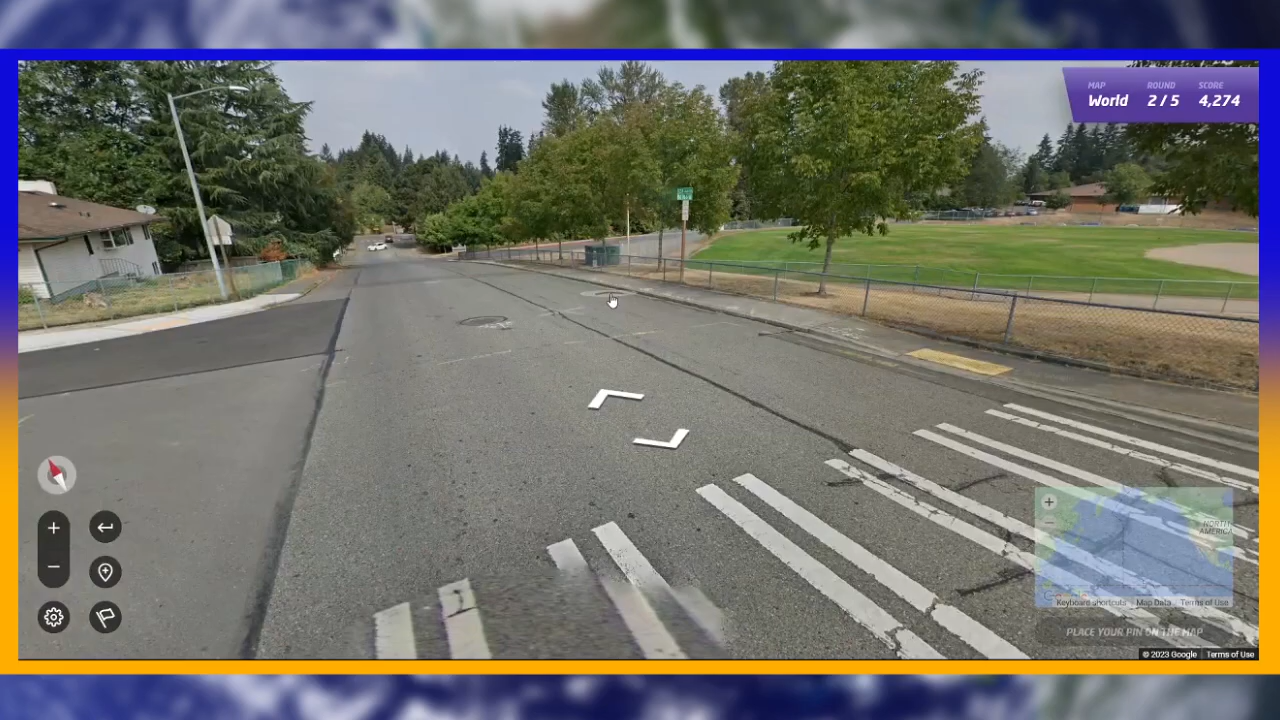 MAP ROUND SCORE
World 2 / 5 4,274
NORTH
AMERICA
Google
Keyboard shortcuts Map Data Terms of Use
PLACE YOUR PIN ON THE MAP
© 2023 Google Terms of Use